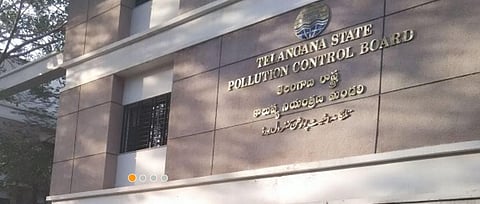 TELANGANA STATE
POLLUTION CONTROL BOARD
తెలంగాణ రాష్ట్ర
కాలుష్య నియంత్రణ మండలి